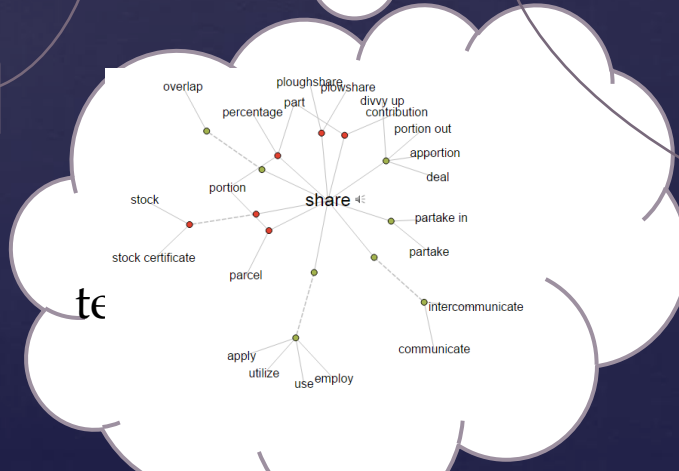 ploughshare
overlap
plowshare
part
divvy up
percentage
contribution
portion out
apportion
deal
portion
stock
share
partake in
partake
stock certificate
parcel
te
intercommunicate
communicate
apply
utilize
employ
use